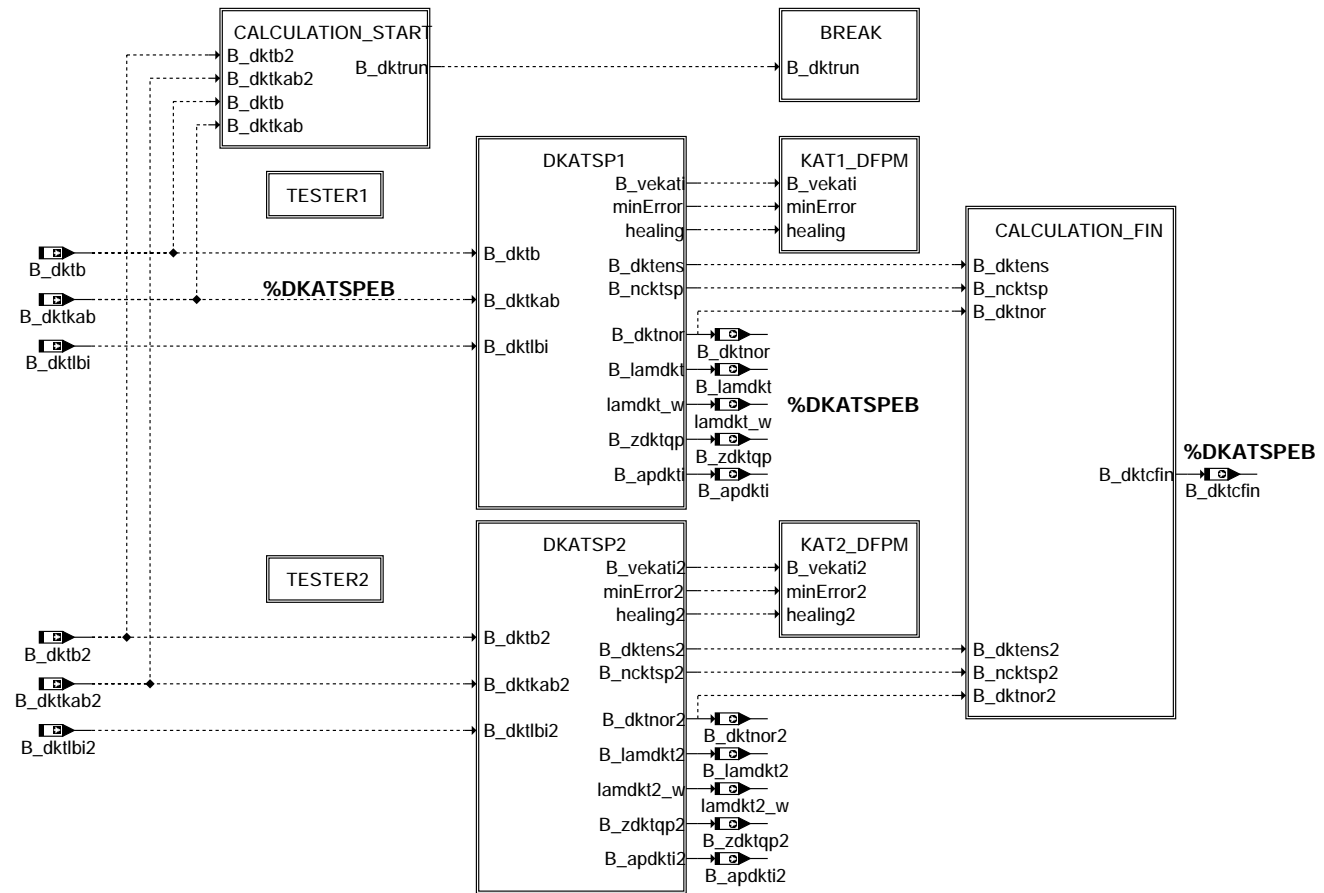 CALCULATION_START
B_dktb2
B_dktkab2
B_dktb
B_dktkab
B_dktrun
BREAK
B_dktrun
TESTER1
DKATSP1
B_vekati
minError
healing
B_dktb
B_dktens
B_dktkab
B_ncktsp
B_dktnor
B_dktlbi
B_lamdkt
lamdkt_w
B_zdktqp
B_apdkti
KAT1_DFPM
B_vekati
minError
healing
B_dktb
B_dktkab
B_dktlbi
%DKATSPEB
B_dktnor
B_lamdkt
lamdkt_w
B_zdktqp
B_apdkti
%DKATSPEB
CALCULATION_FIN
B_dktens
B_ncktsp
B_dktnor
B_dktcfin
B_dktens2
B_ncktsp2
B_dktnor2
%DKATSPEB
B_dktcfin
TESTER2
DKATSP2
B_vekati2
minError2
healing2
B_dktb2
B_dktens2
B_ncktsp2
B_dktkab2
B_dktnor2
B_dktlbi2
B_lamdkt2
lamdkt2_w
B_zdktqp2
B_apdkti2
KAT2_DFPM
B_vekati2
minError2
healing2
B_dktb2
B_dktkab2
B_dktlbi2
B_dktnor2
B_lamdkt2
lamdkt2_w
B_zdktqp2
B_apdkti2